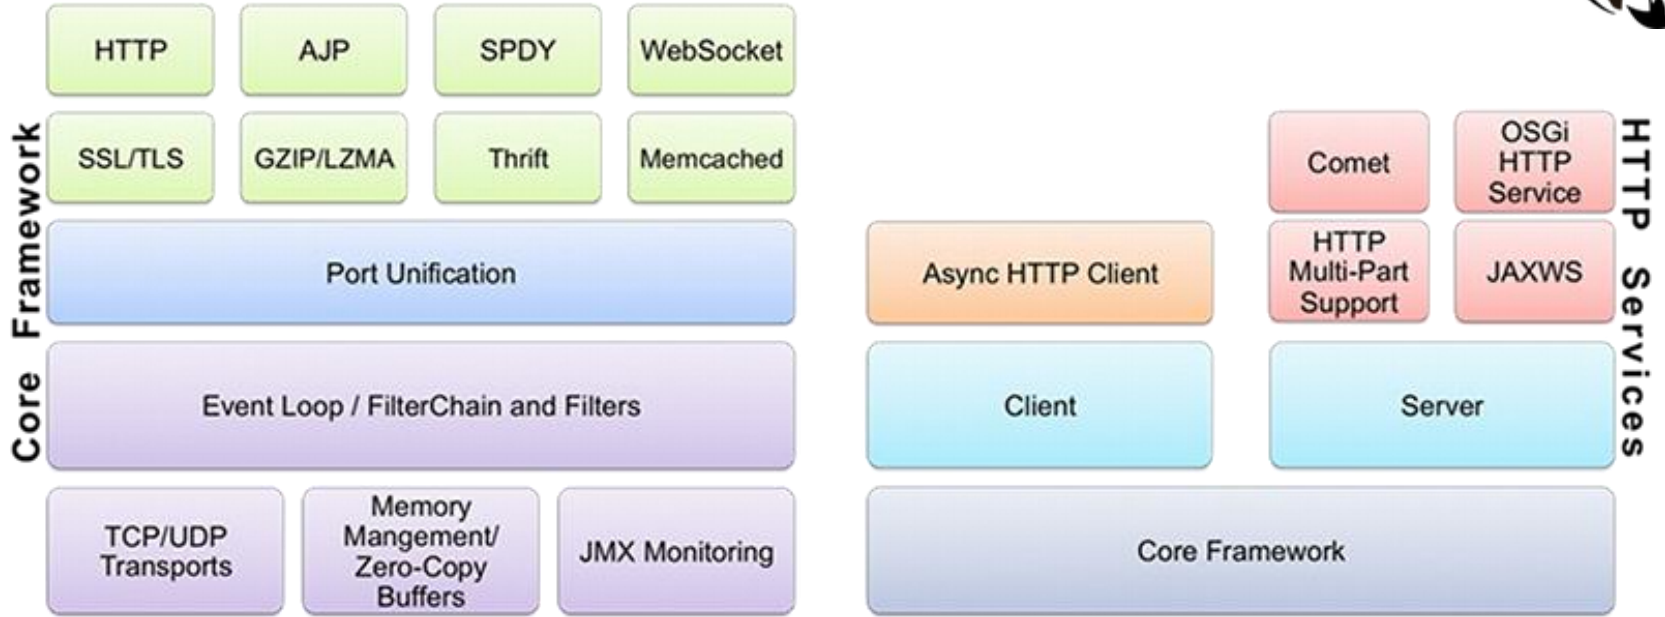 Core Framework
HTTP
AJP
SPDY
WebSocket
SSL/TLS
GZIP/LZMA
Thrift
Memcached
Port Unification
Event Loop / FilterChain and Filters
TCP/UDP
Transports
Memory
Mangement/
Zero-Copy
Buffers
JMX Monitoring
HTTP Services
Comet
OSGi
HTTP
Service
Async HTTP Client
HTTP
Multi-Part
Support
JAXWS
Client
Server
Core Framework